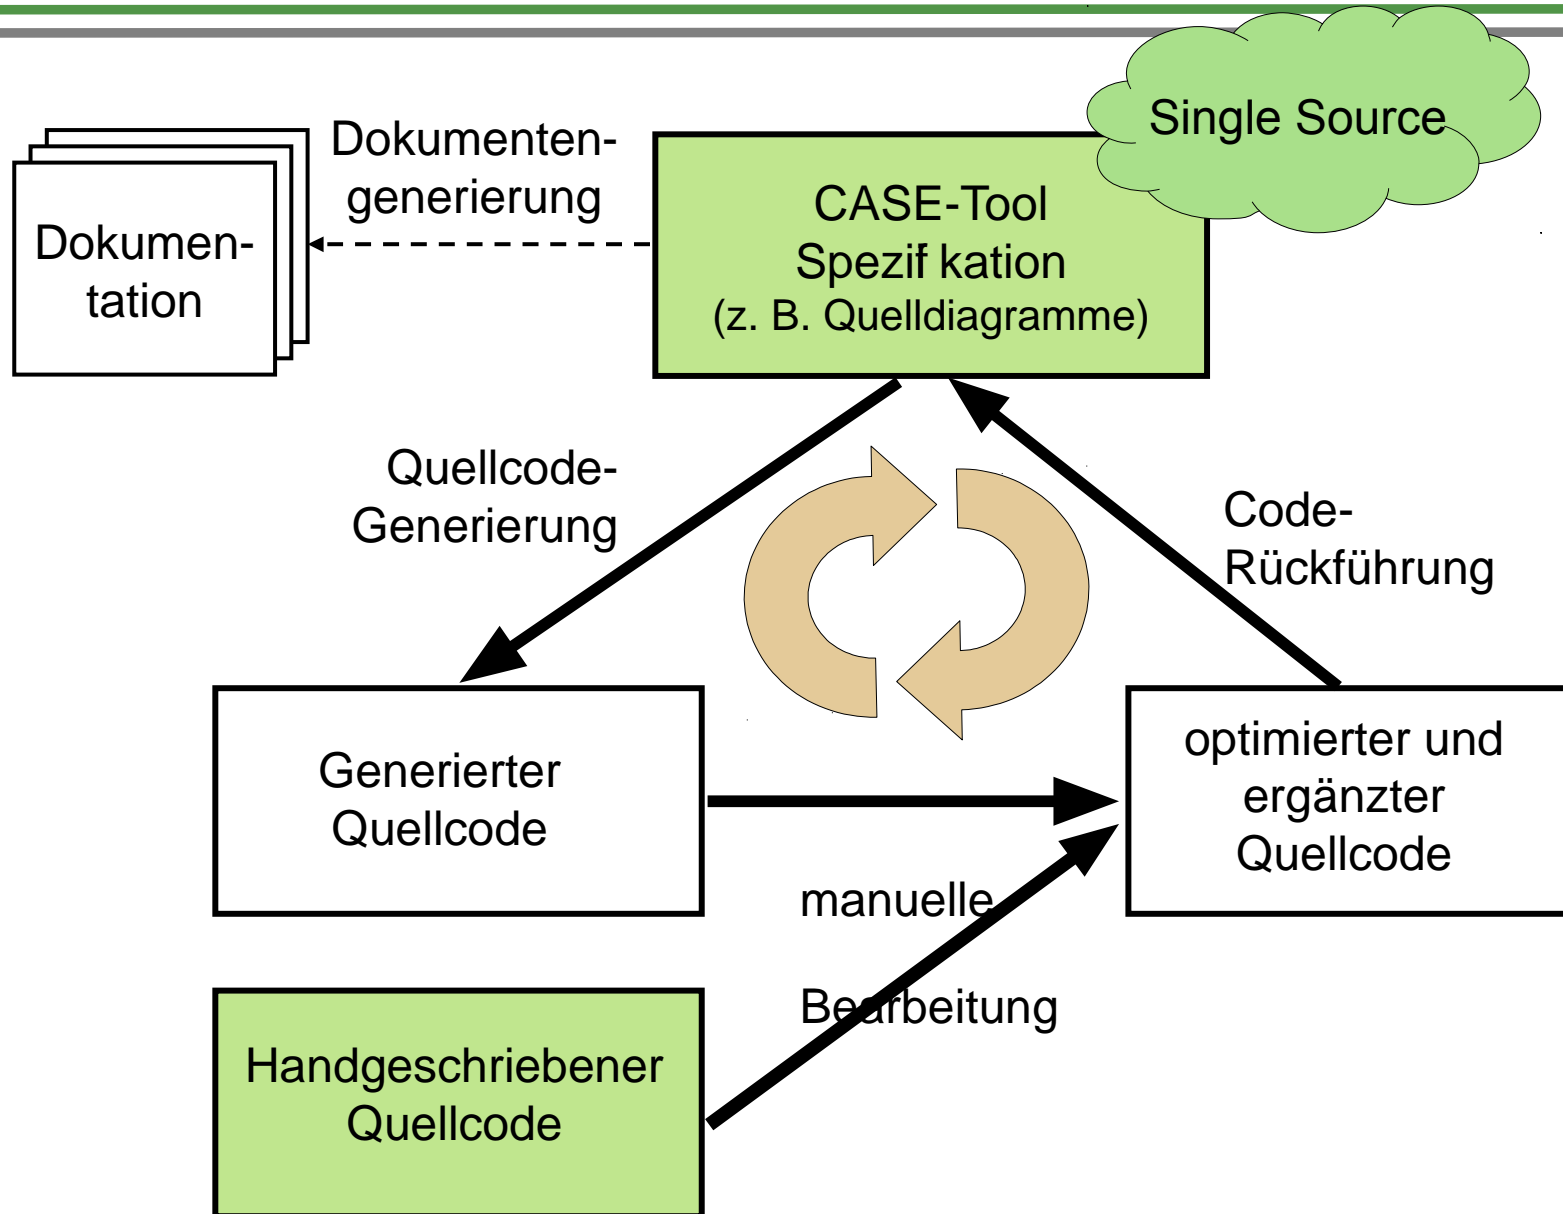 Single Source
Dokumenten-
generierung
Dokumen-
tation
CASE-Tool
Spezif kation
(z. B. Quelldiagramme)
Quellcode-
Generierung
Code-
Rückführung
Generierter
Quellcode
optimierter und
ergänzter
Quellcode
manuelle
Bearbeitung
Handgeschriebener
Quellcode